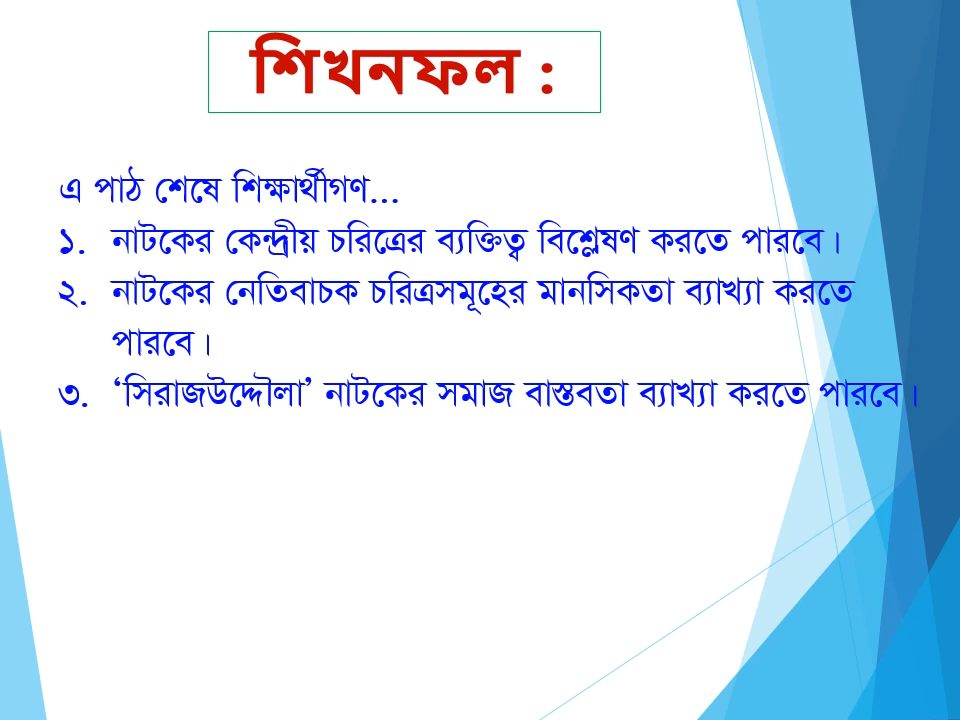 শিখনফল :
এ পাঠ শেষে শিক্ষার্থীগণ...
১. নাটকের কেন্দ্রীয় চরিত্রের ব্যক্তিত্ব বিশ্লেষণ করতে পারবে।
২. নাটকের নেতিবাচক চরিত্রসমূহের মানসিকতা ব্যাখ্যা করতে
পারবে।
৩. ‘সিরাজউদ্দৌলা’ নাটকের সমাজ বাস্তবতা ব্যাখ্যা করতে পারবে।